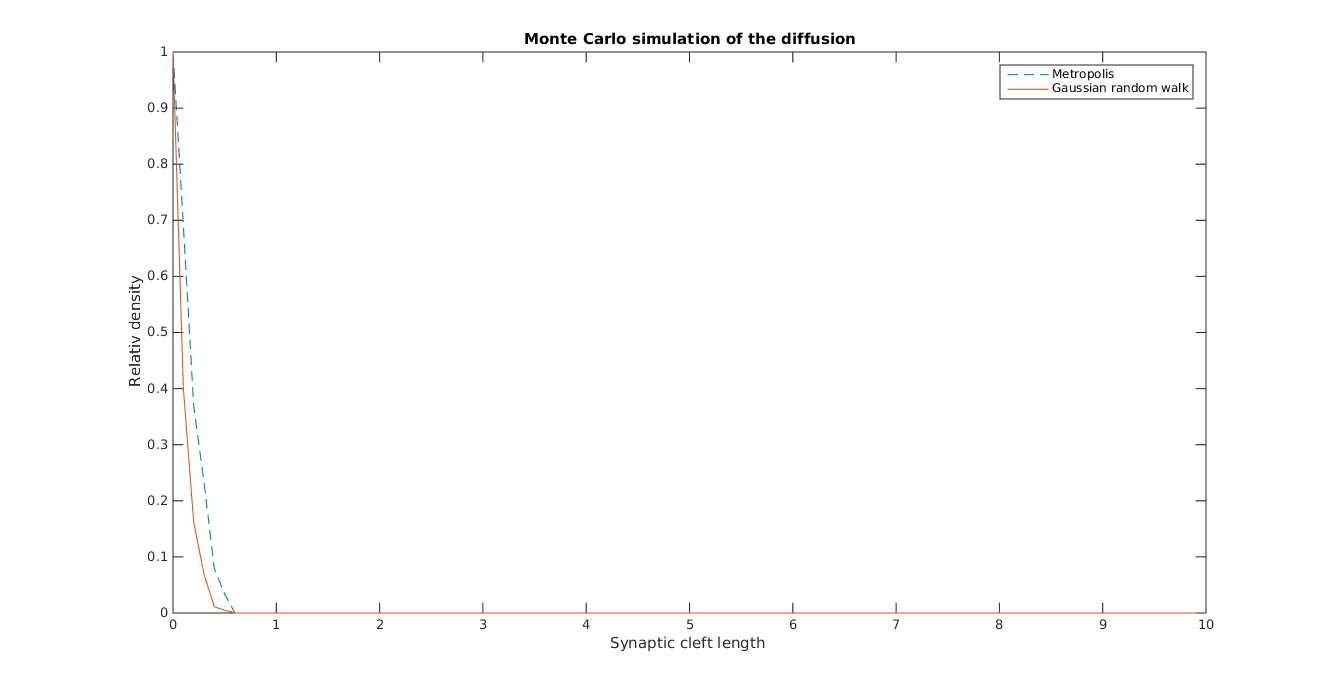 Monte Carlo simulation of the diffusion
Metropolis
Gaussian random walk
1
0.9
0.8
0.7
0.6
0.5
0.4
0.3
0.2
0.1
0
Relativ density
0 1 2 3 4 5 6 7 8 9 10
Synaptic cleft length